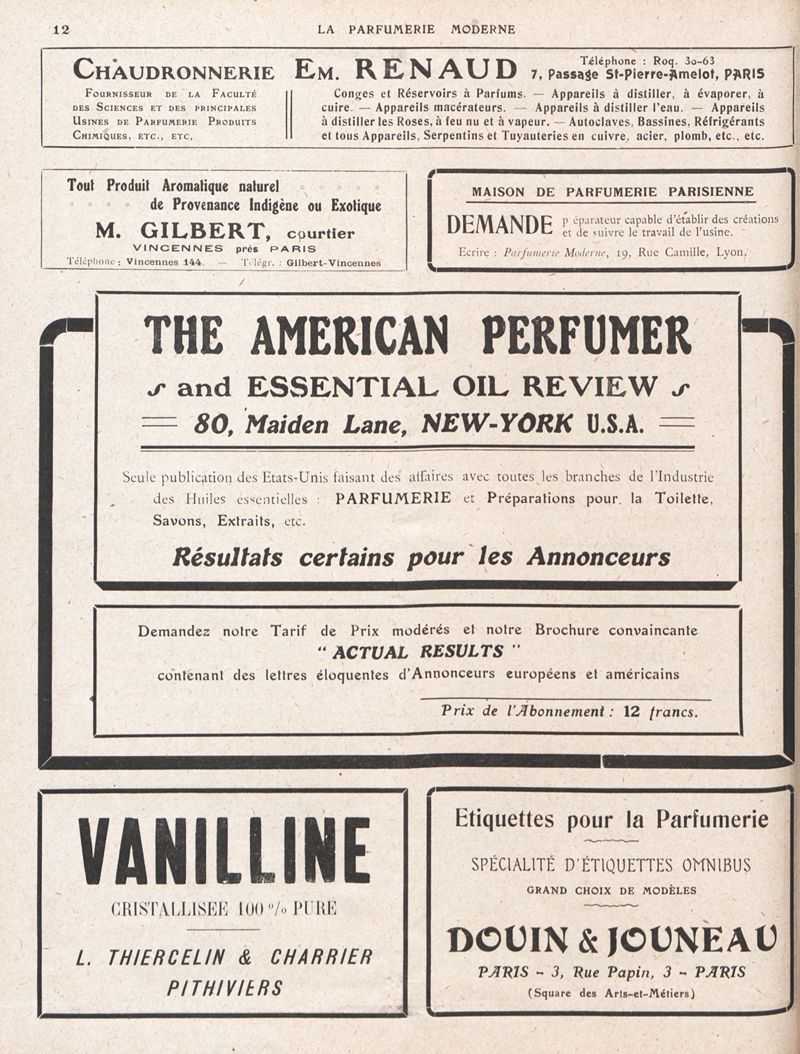 12
LA PARFUMERIE MODERNE
CHAUDRONNERIE EM. RENAUD
Téléphone : Roq. 30-63
7, Passage St-Pierre-Amelot, PARIS
FOURNISSEUR DE LA FACULTÉ
DES SCIENCES ET DES PRINCIPALES
USINES DE PARFUMERIE PRODUITS
CHIMIQUES, ETC., ETC.
Conges et Réservoirs à Parfums. — Appareils à distiller, à évaporer, à
cuire. — Appareils macérateurs. — Appareils à distiller l'eau. — Appareils
à distiller les Roses, à feu nu et à vapeur. — Autoclaves, Bassines, Réfrigérants
et tous Appareils, Serpentins et Tuyauteries en cuivre, acier, plomb, etc., etc.
Tout Produit Aromatique naturel
de Provenance Indigène ou Exotique
M. GILBERT, courtier
VINCENNES près PARIS
Téléphone : Vincennes 144. — Télégr. : Gilbert-Vincennes
MAISON DE PARFUMERIE PARISIENNE
DEMANDE p éparateur capable d'établir des créations
et de suivre le travail de l'usine.
Ecrire : Parfumerie Moderne, 19, Rue Camille, Lyon.
THE AMERICAN PERFUMER
and ESSENTIAL OIL REVIEW
80, Maiden Lane, NEW-YORK U.S.A.
Seule publication des Etats-Unis faisant des affaires avec toutes les branches de l'Industrie
des Huiles essentielles : PARFUMERIE et Préparations pour la Toilette,
Savons, Extraits, etc.
Résultats certains pour les Annonceurs
Demandez notre Tarif de Prix modérés et notre Brochure convaincante
" ACTUAL RESULTS "
contenant des lettres éloquentes d'Annonceurs européens et américains
Prix de l'Abonnement : 12 francs.
VANILLINE
CRISTALLISEE 100 % PURE
L. THIERCELIN & CHARRIER
PITHIVIERS
Etiquettes pour la Parfumerie
SPÉCIALITÉ D'ÉTIQUETTES OMNIBUS
GRAND CHOIX DE MODÈLES
DOUIN & JOUNEAU
PARIS - 3, Rue Papin, 3 - PARIS
(Square des Arts-et-Métiers)